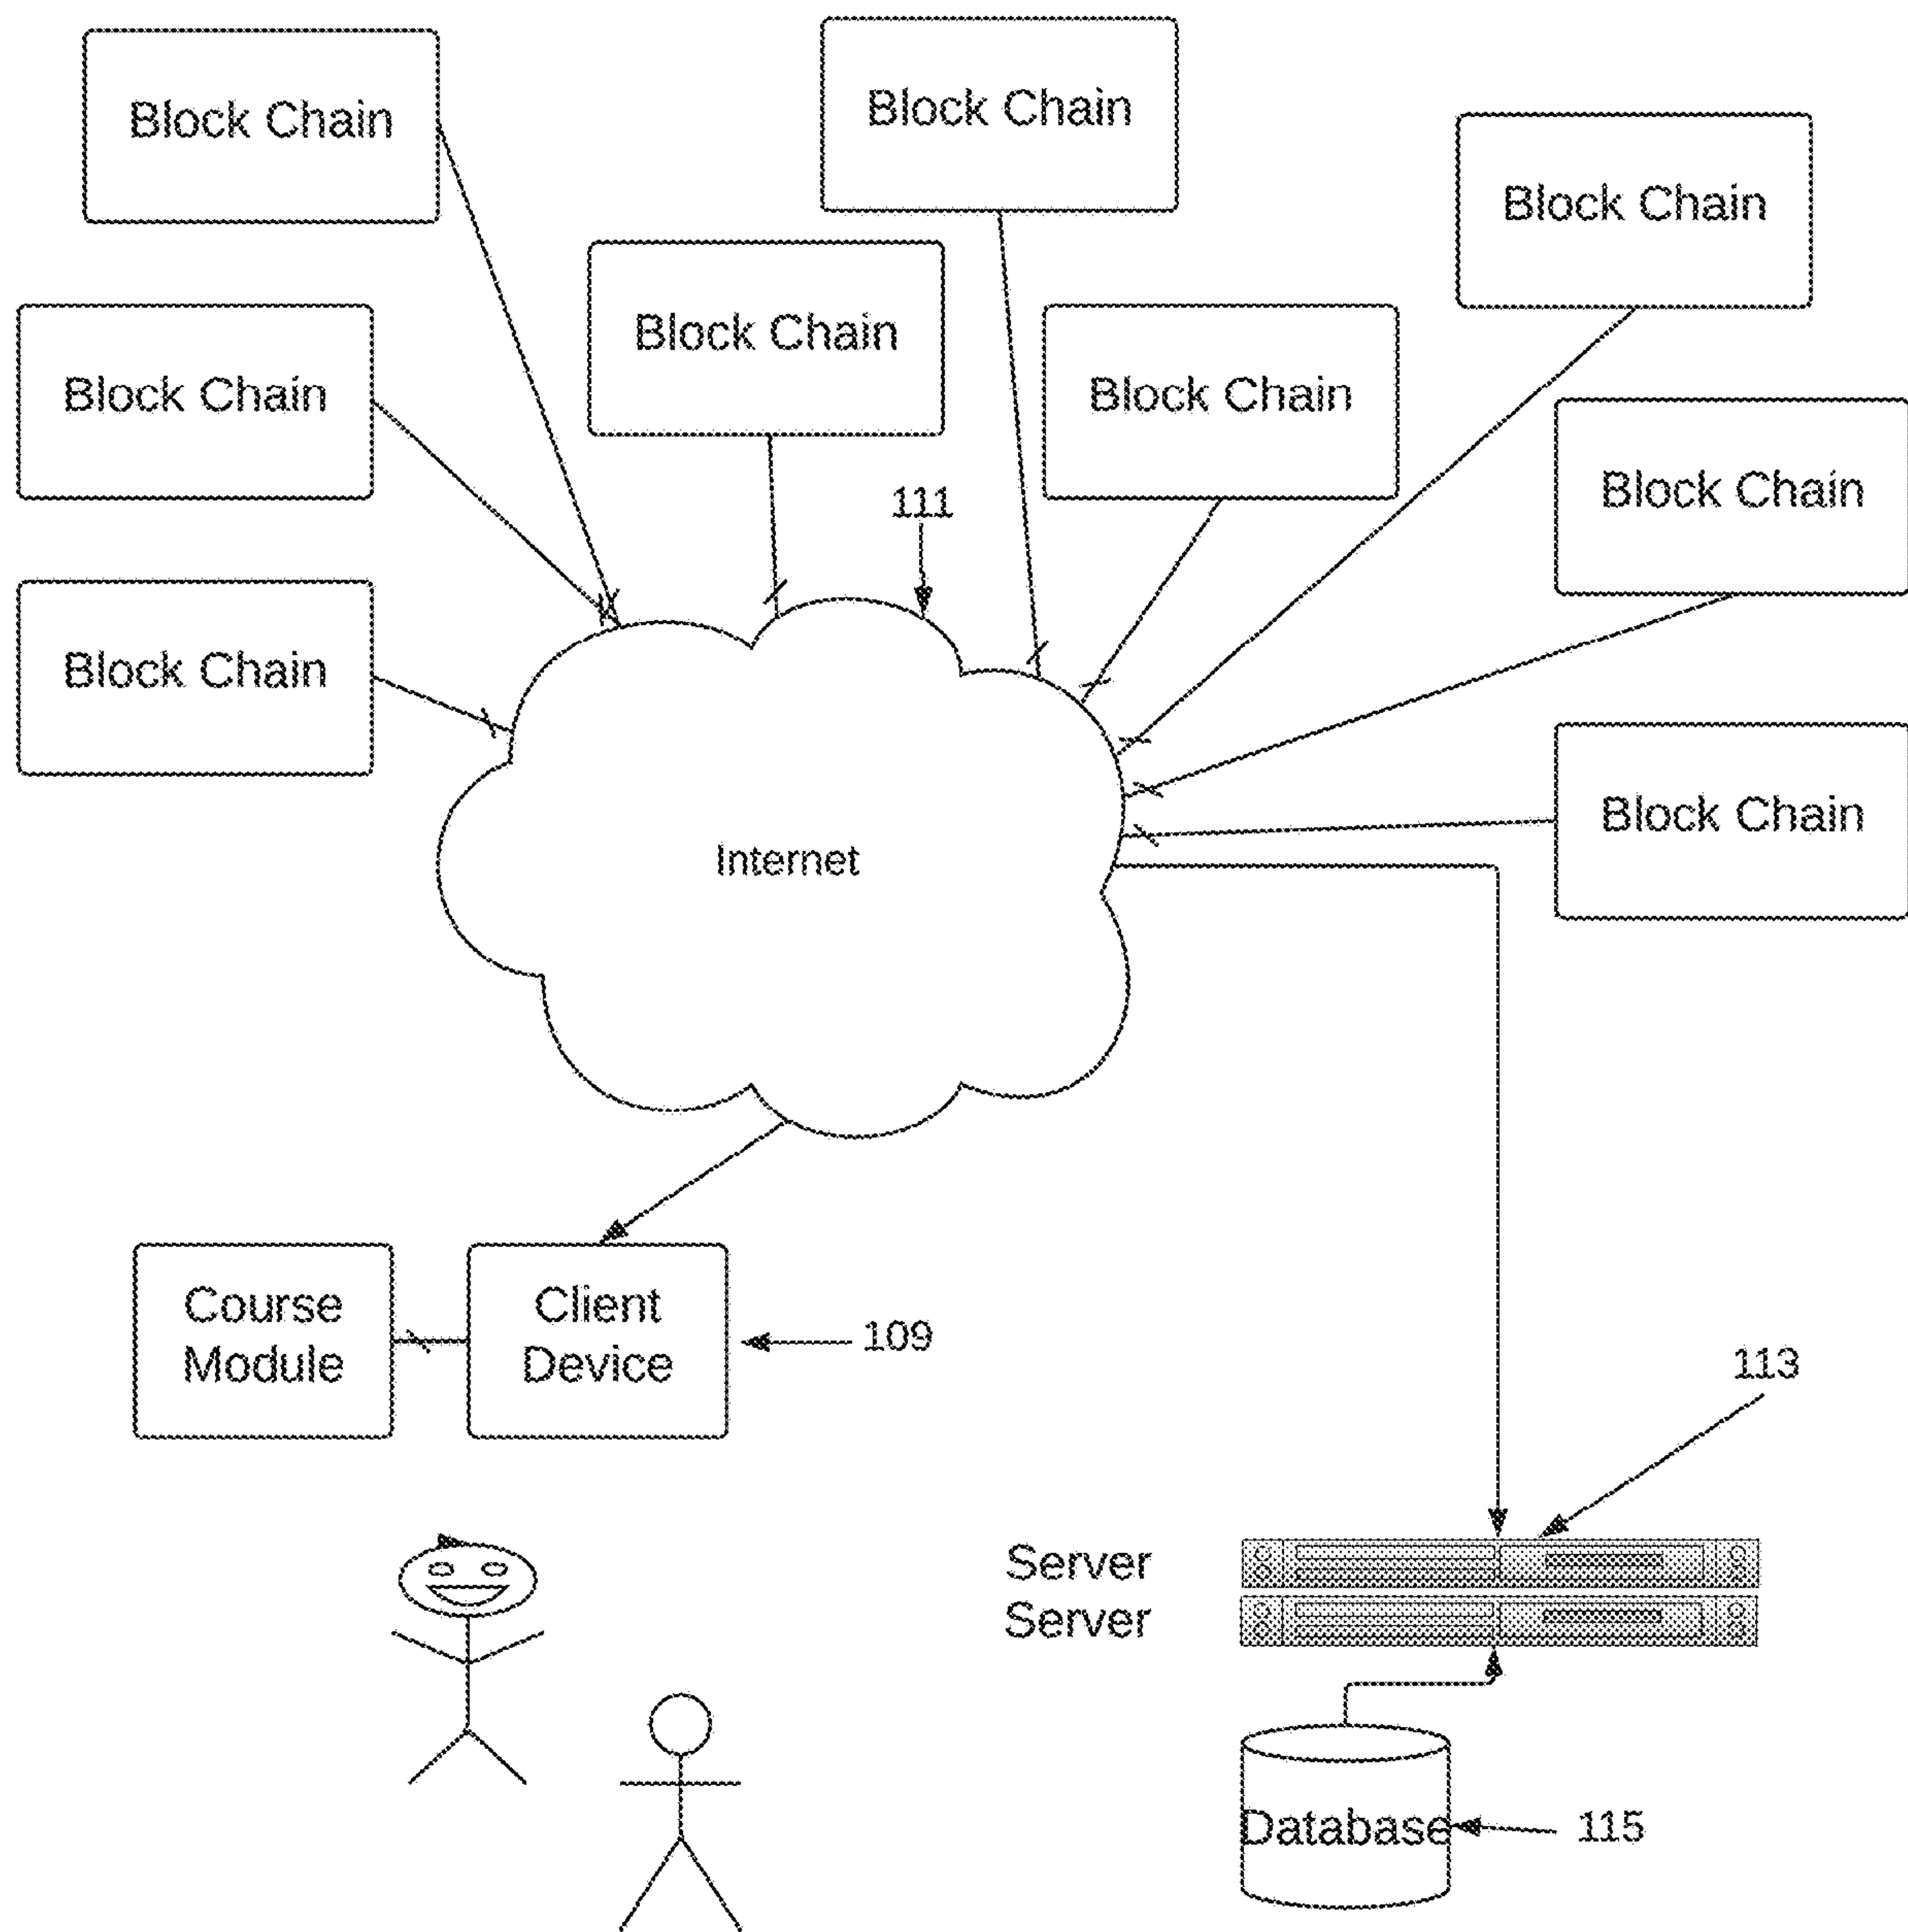 Block Chain
Block Chain
Block Chain
Block Chain
Block Chain
Block Chain
Block Chain
111
Block Chain
Block Chain
Internet
Course
Module
Client
Device
109
113
Server
Server
Database
115